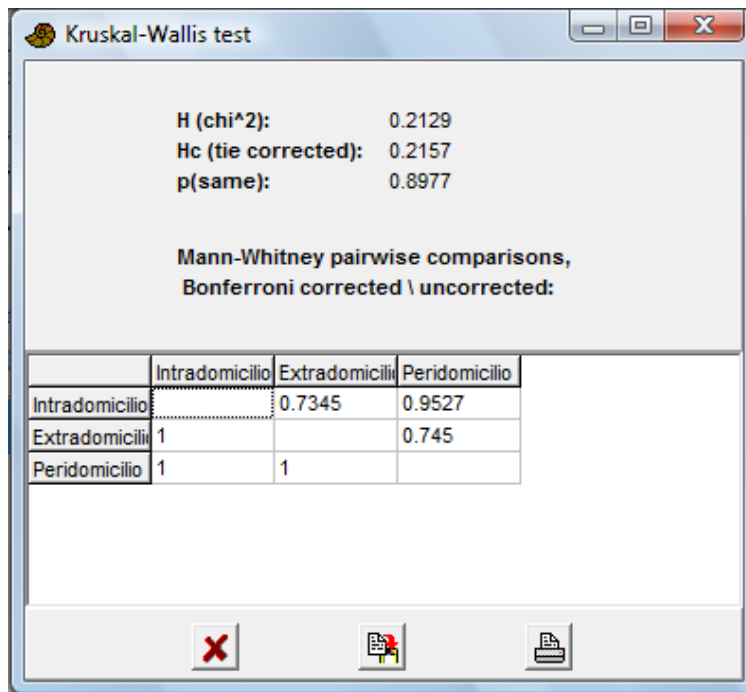 Kruskal-Wallis test
H (chi^2): 0.2129
Hc (tie corrected): 0.2157
p(same): 0.8977
Mann-Whitney pairwise comparisons,
Bonferroni corrected \ uncorrected:
Intradomicilio Extradomicili Peridomicilio
Intradomicilio 0.7345 0.9527
Extradomicili 1 0.745
Peridomicilio 1 1